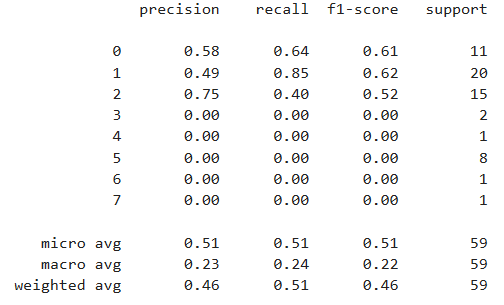 precision recall f1-score support
0 0.58 0.64 0.61 11
1 0.49 0.85 0.62 20
2 0.75 0.40 0.52 15
3 0.00 0.00 0.00 2
4 0.00 0.00 0.00 1
5 0.00 0.00 0.00 8
6 0.00 0.00 0.00 1
7 0.00 0.00 0.00 1
micro avg 0.51 0.51 0.51 59
macro avg 0.23 0.24 0.22 59
weighted avg 0.46 0.51 0.46 59